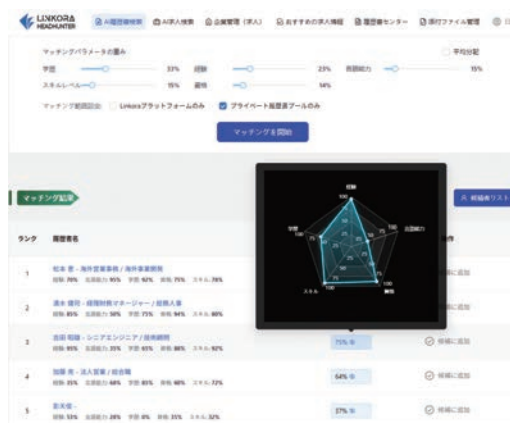 LINKORA
HEADHUNTER
AI履歴書検索
AI求人検索
企業管理（求人）
おすすめの求人情報
履歴書センター
添付ファイル管理
マッチングパラメータの重み
平均分配
学歴 33% 経験 23% 言語能力 15%
スキルレベル 15% 資格 14%
マッチング範囲設定: Linkoraプラットフォームのみ プライベート履歴書プールのみ
マッチングを開始
マッチング結果
候補者リスト
ランク 履歴書名
経験
100
学歴 100 75
75 100 言語能力
スキル 100
100 資格
1 松本 恵 - 海外営業事務 / 海外事業開発
経験: 70% 言語能力: 95% 学歴: 92% 資格: 75% スキル: 78%
候補に追加
2 清水 健司 - 経理財務マネージャー / 総務人事
経験: 85% 言語能力: 50% 学歴: 75% 資格: 94% スキル: 80%
候補に追加
3 吉田 和雄 - シニアエンジニア / 技術顧問
経験: 95% 言語能力: 35% 学歴: 65% 資格: 88% スキル: 92%
75%
候補に追加
4 加藤 亮 - 法人営業 / 総合職
経験: 35% 言語能力: 60% 学歴: 85% 資格: 60% スキル: 72%
64%
候補に追加
5
経験: 53% 言語能力: 20% 学歴: 0% 資格: 35% スキル: 32%
37%
候補に追加